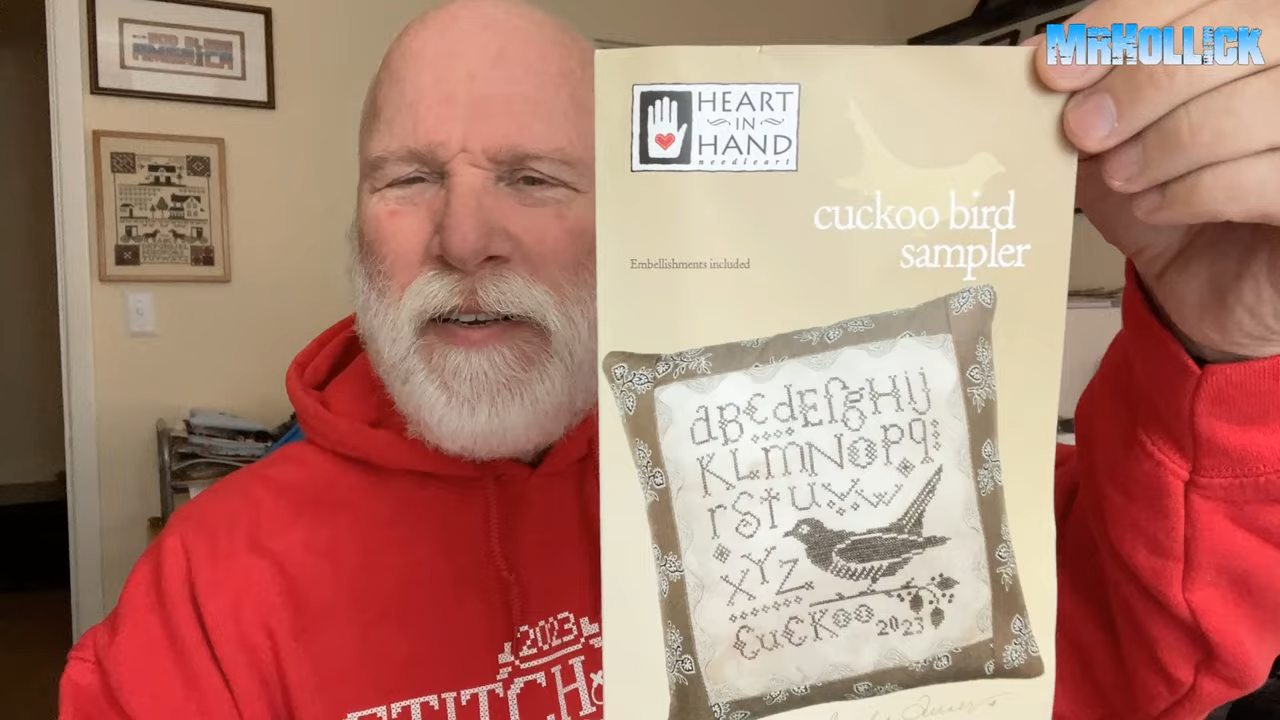 MRHOLLICK
AMERICA
HEART
IN
HAND
needleart
cuckoo bird
sampler
Embellishments included
aBCdEfgHIj
KLmNOPq
rStUVW
XYZ
CuCKOO 2023
2023
STITCH